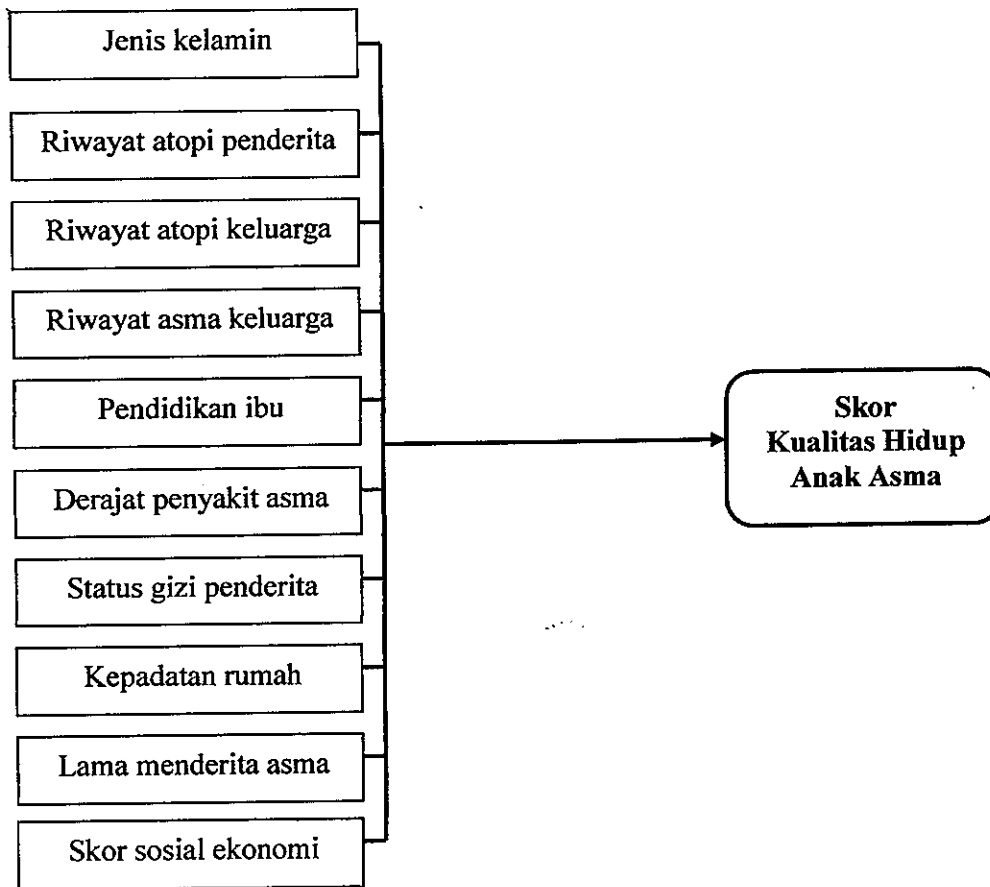 Jenis kelamin
Riwayat atopi penderita
Riwayat atopi keluarga
Riwayat asma keluarga
Pendidikan ibu
Derajat penyakit asma
Status gizi penderita
Kepadatan rumah
Lama menderita asma
Skor sosial ekonomi
Skor
Kualitas Hidup
Anak Asma